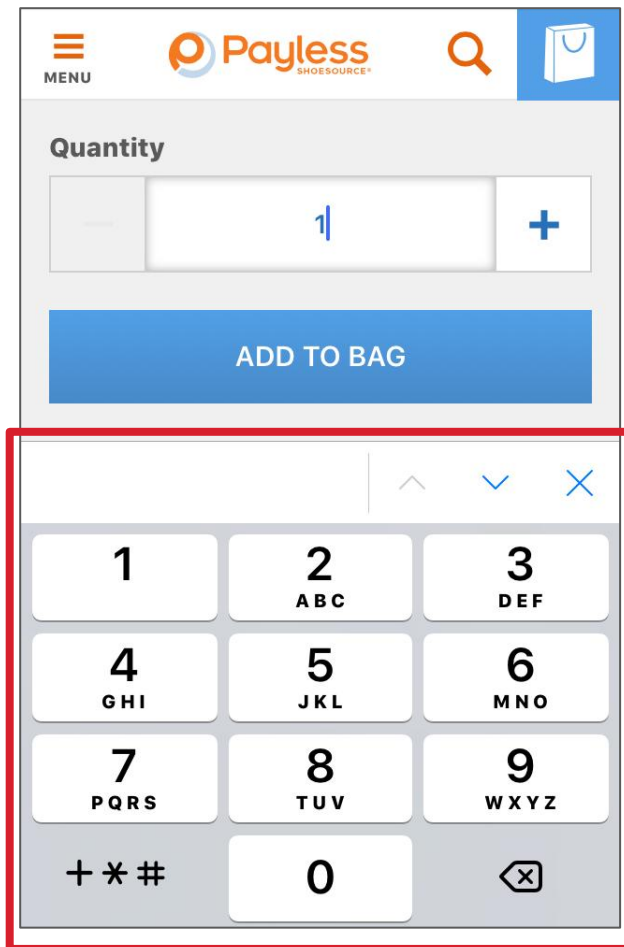 MENU
Payless
SHOESOURCE®
Quantity
1
ADD TO BAG
1
2
ABC
3
DEF
4
GHI
5
JKL
6
MNO
7
PQRS
8
TUV
9
WXYZ
+*#
0